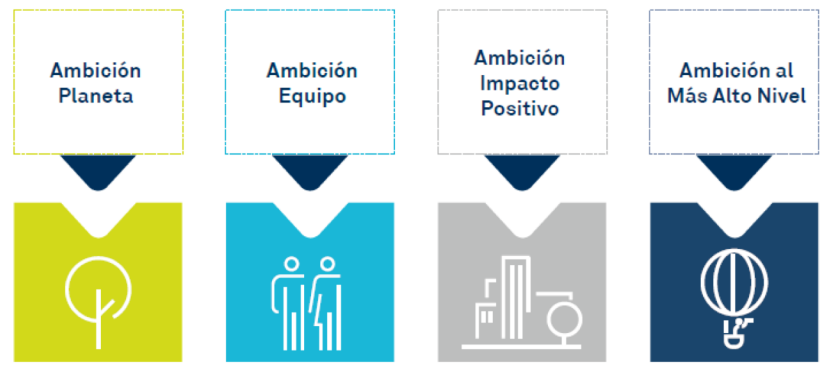 Ambición
Planeta
Ambición
Equipo
Ambición
Impacto
Positivo
Ambición al
Más Alto Nivel